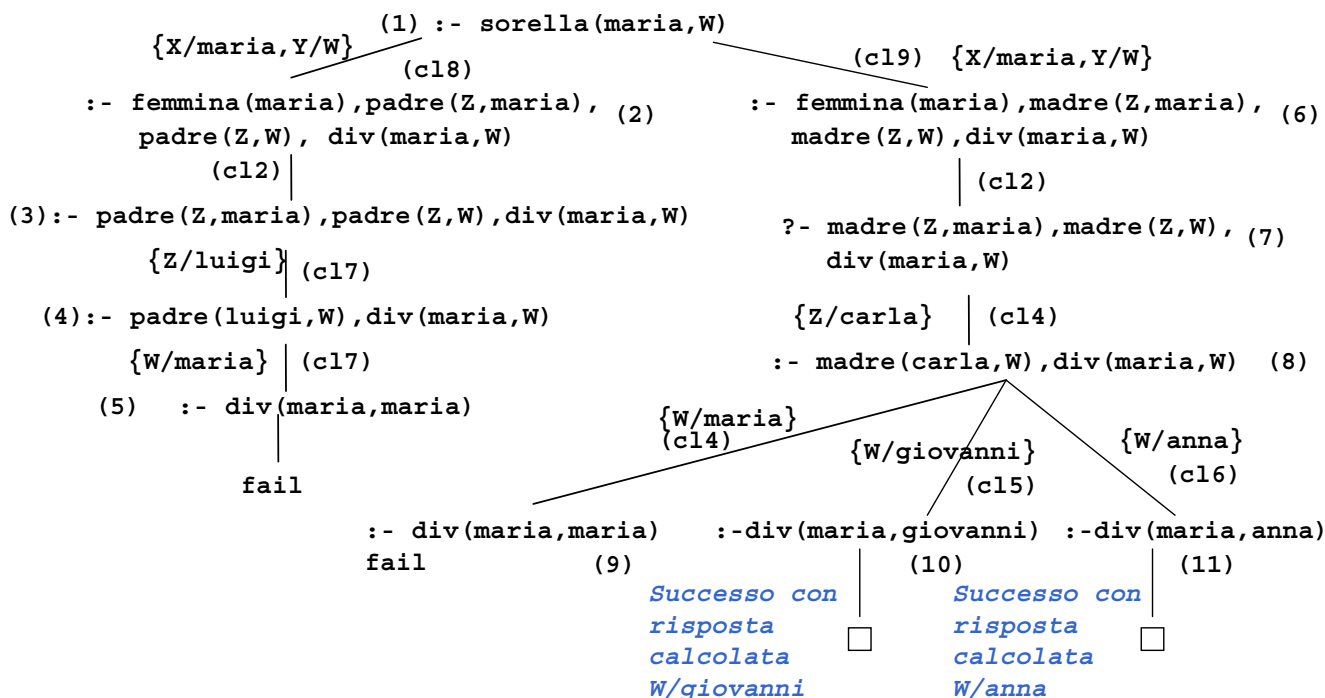 (1) :- sorella(maria,W)
{X/maria,Y/W}
(cl8)
(cl9) {X/maria,Y/W}
:- femmina(maria),padre(Z,maria), (2)
padre(Z,W), div(maria,W)
:- femmina(maria),madre(Z,maria), (6)
madre(Z,W),div(maria,W)
(cl2)
(cl2)
(3):- padre(Z,maria),padre(Z,W),div(maria,W)
?- madre(Z,maria),madre(Z,W), (7)
div(maria,W)
{Z/luigi} (cl7)
{Z/carla} (cl4)
(4):- padre(luigi,W),div(maria,W)
:- madre(carla,W),div(maria,W) (8)
{W/maria} (cl7)
(5) :- div(maria,maria)
fail
{W/maria}
(cl4)
{W/giovanni}
(cl5)
{W/anna}
(cl6)
:- div(maria,maria)
fail (9)
:-div(maria,giovanni)
(10)
:-div(maria,anna)
(11)
Successo con
risposta
calcolata
W/giovanni
Successo con
risposta
calcolata
W/anna